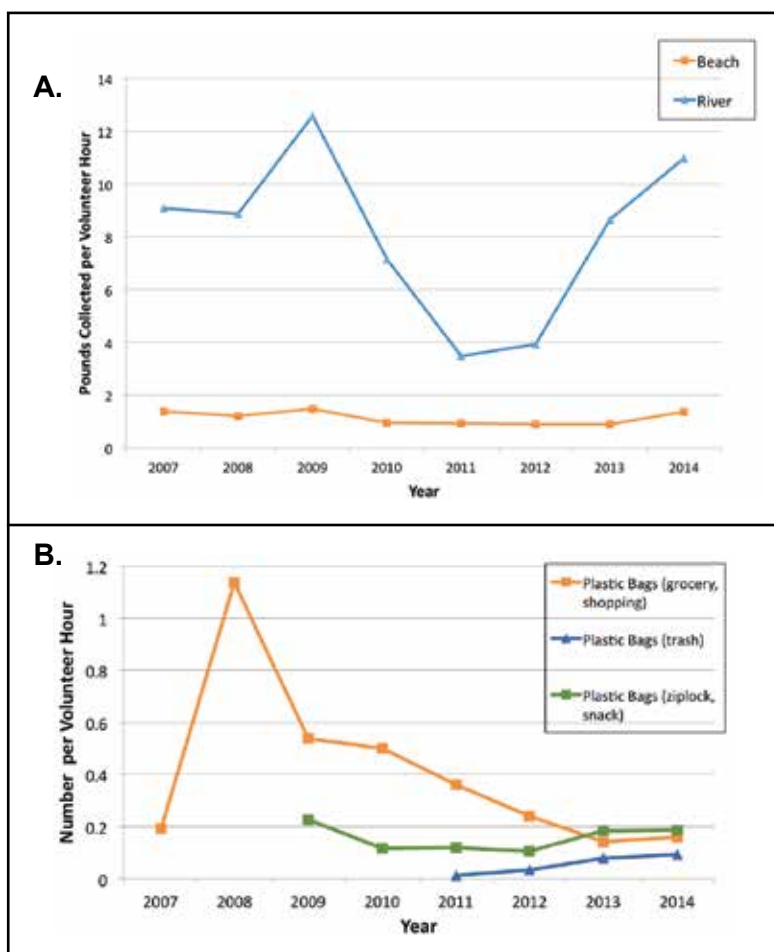 A.
Beach
River
14
12
10
8
6
4
2
0
Pounds Collected per Volunteer Hour
2007 2008 2009 2010 2011 2012 2013 2014
Year
B.
Plastic Bags (grocery,
shopping)
Plastic Bags (trash)
Plastic Bags (ziplock,
snack)
1.2
1
0.8
0.6
0.4
0.2
0
Number per Volunteer Hour
2007 2008 2009 2010 2011 2012 2013 2014
Year